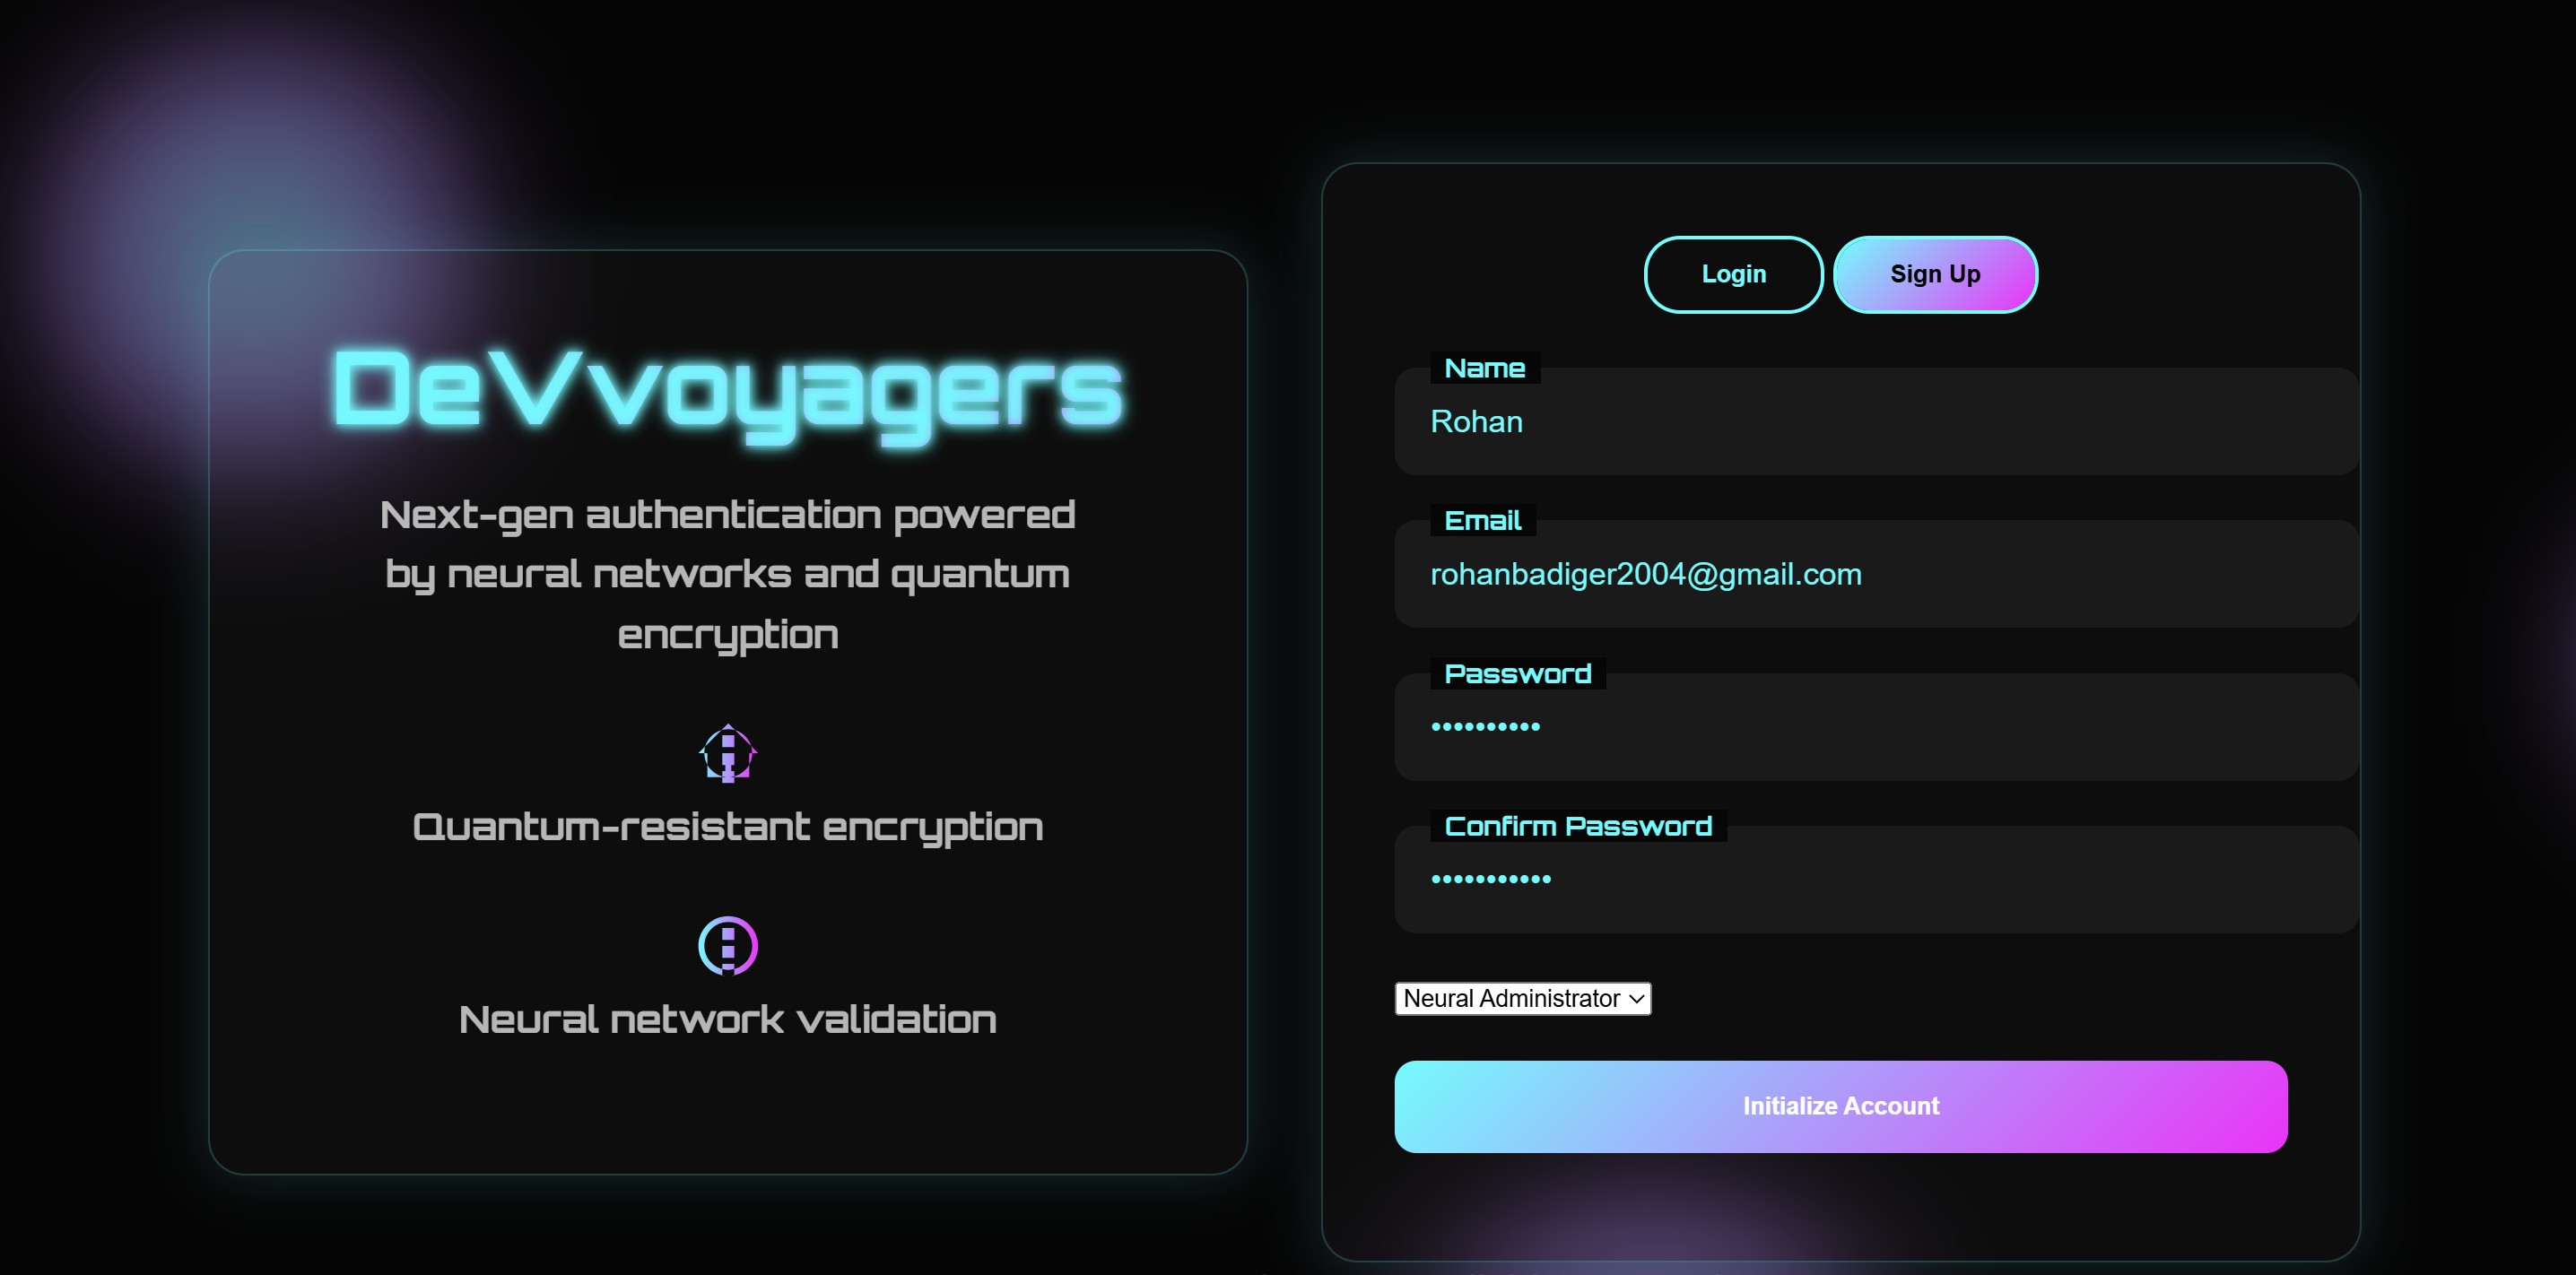 DeVvoyagers
Next-gen authentication powered
by neural networks and quantum
encryption
Quantum-resistant encryption
Neural network validation
Login
Sign Up
Name
Rohan
Email
rohanbadiger2004@gmail.com
Password
••••••••••
Confirm Password
•••••••••••
Neural Administrator
Initialize Account